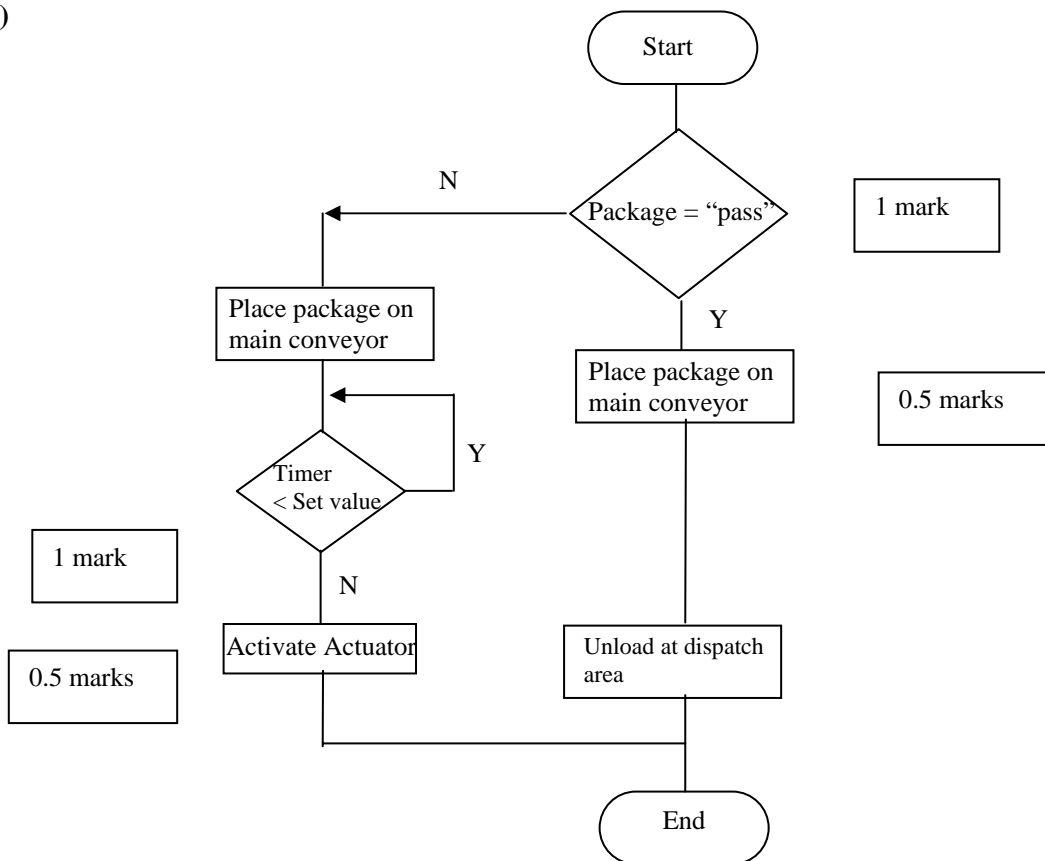 )
Start
N
Package = “pass”
1 mark
Place package on
main conveyor
Y
Place package on
main conveyor
0.5 marks
Timer
< Set value
Y
1 mark
N
Activate Actuator
Unload at dispatch
area
0.5 marks
End